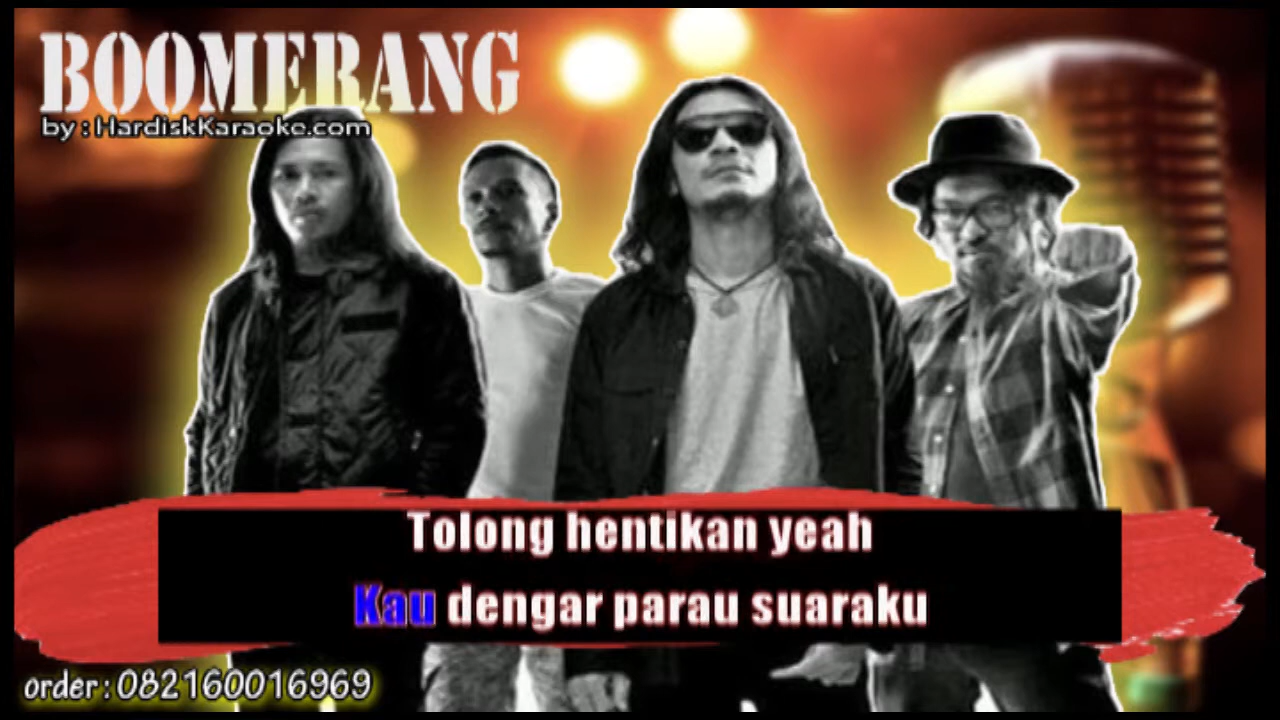 BOOMERANG
by : HardiskKaraoke.com
Tolong hentikan yeah
Kau dengar parau suaraku
order : 082160016969